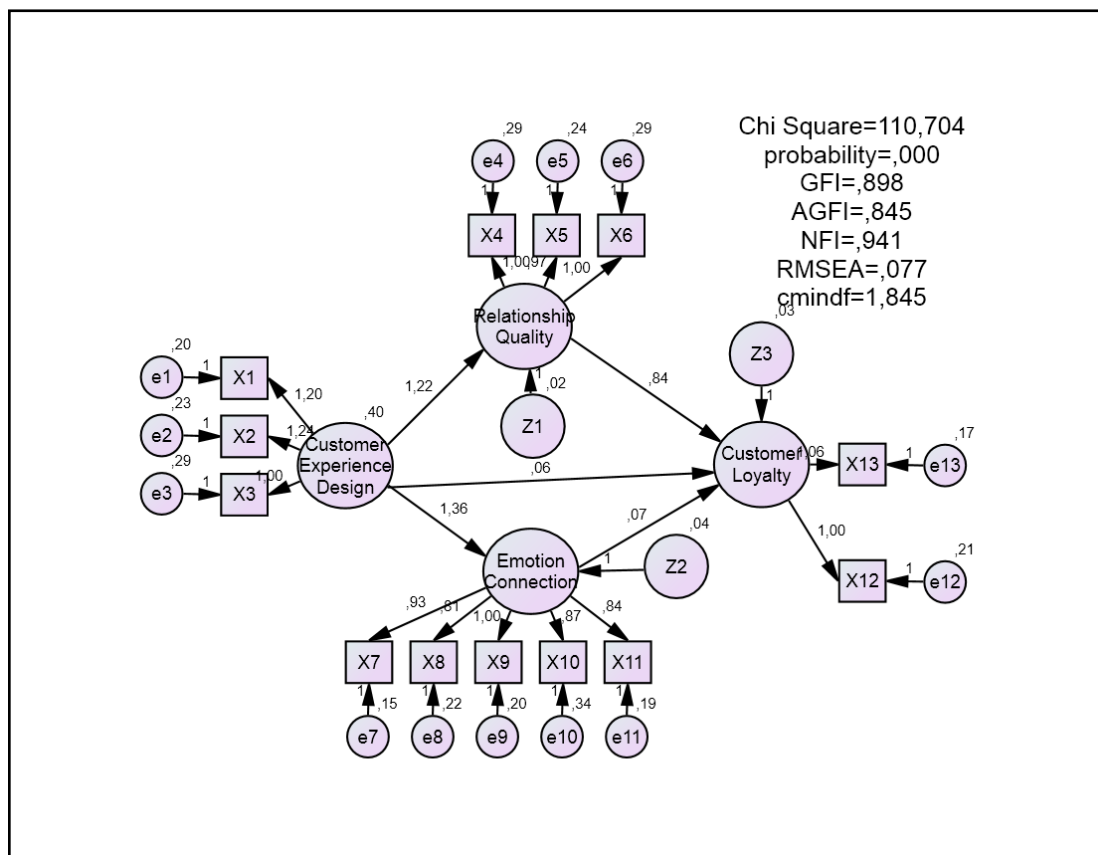 ,29
,24
,29
e4
e5
e6
1
1
1
X4
X5
X6
1,00
,97
1,00
Chi Square=110,704
probability=,000
GFI=,898
AGFI=,845
NFI=,941
RMSEA=,077
cmindf=1,845
Relationship
Quality
,03
Z3
1
,20
e1
1
X1
1,20
1,22
1
,02
Z1
,84
,23
e2
1
X2
1,24
,40
Customer
Experience
Design
,29
e3
1
X3
1,00
,06
Customer
Loyalty
1,06
X13
1
,17
e13
1,36
,07
,04
Z2
1
1,00
Emotion
Connection
X12
1
,21
e12
,93
,81
1,00
,87
,84
X7
X8
X9
X10
X11
1
1
1
1
1
,15
,22
,20
,34
,19
e7
e8
e9
e10
e11